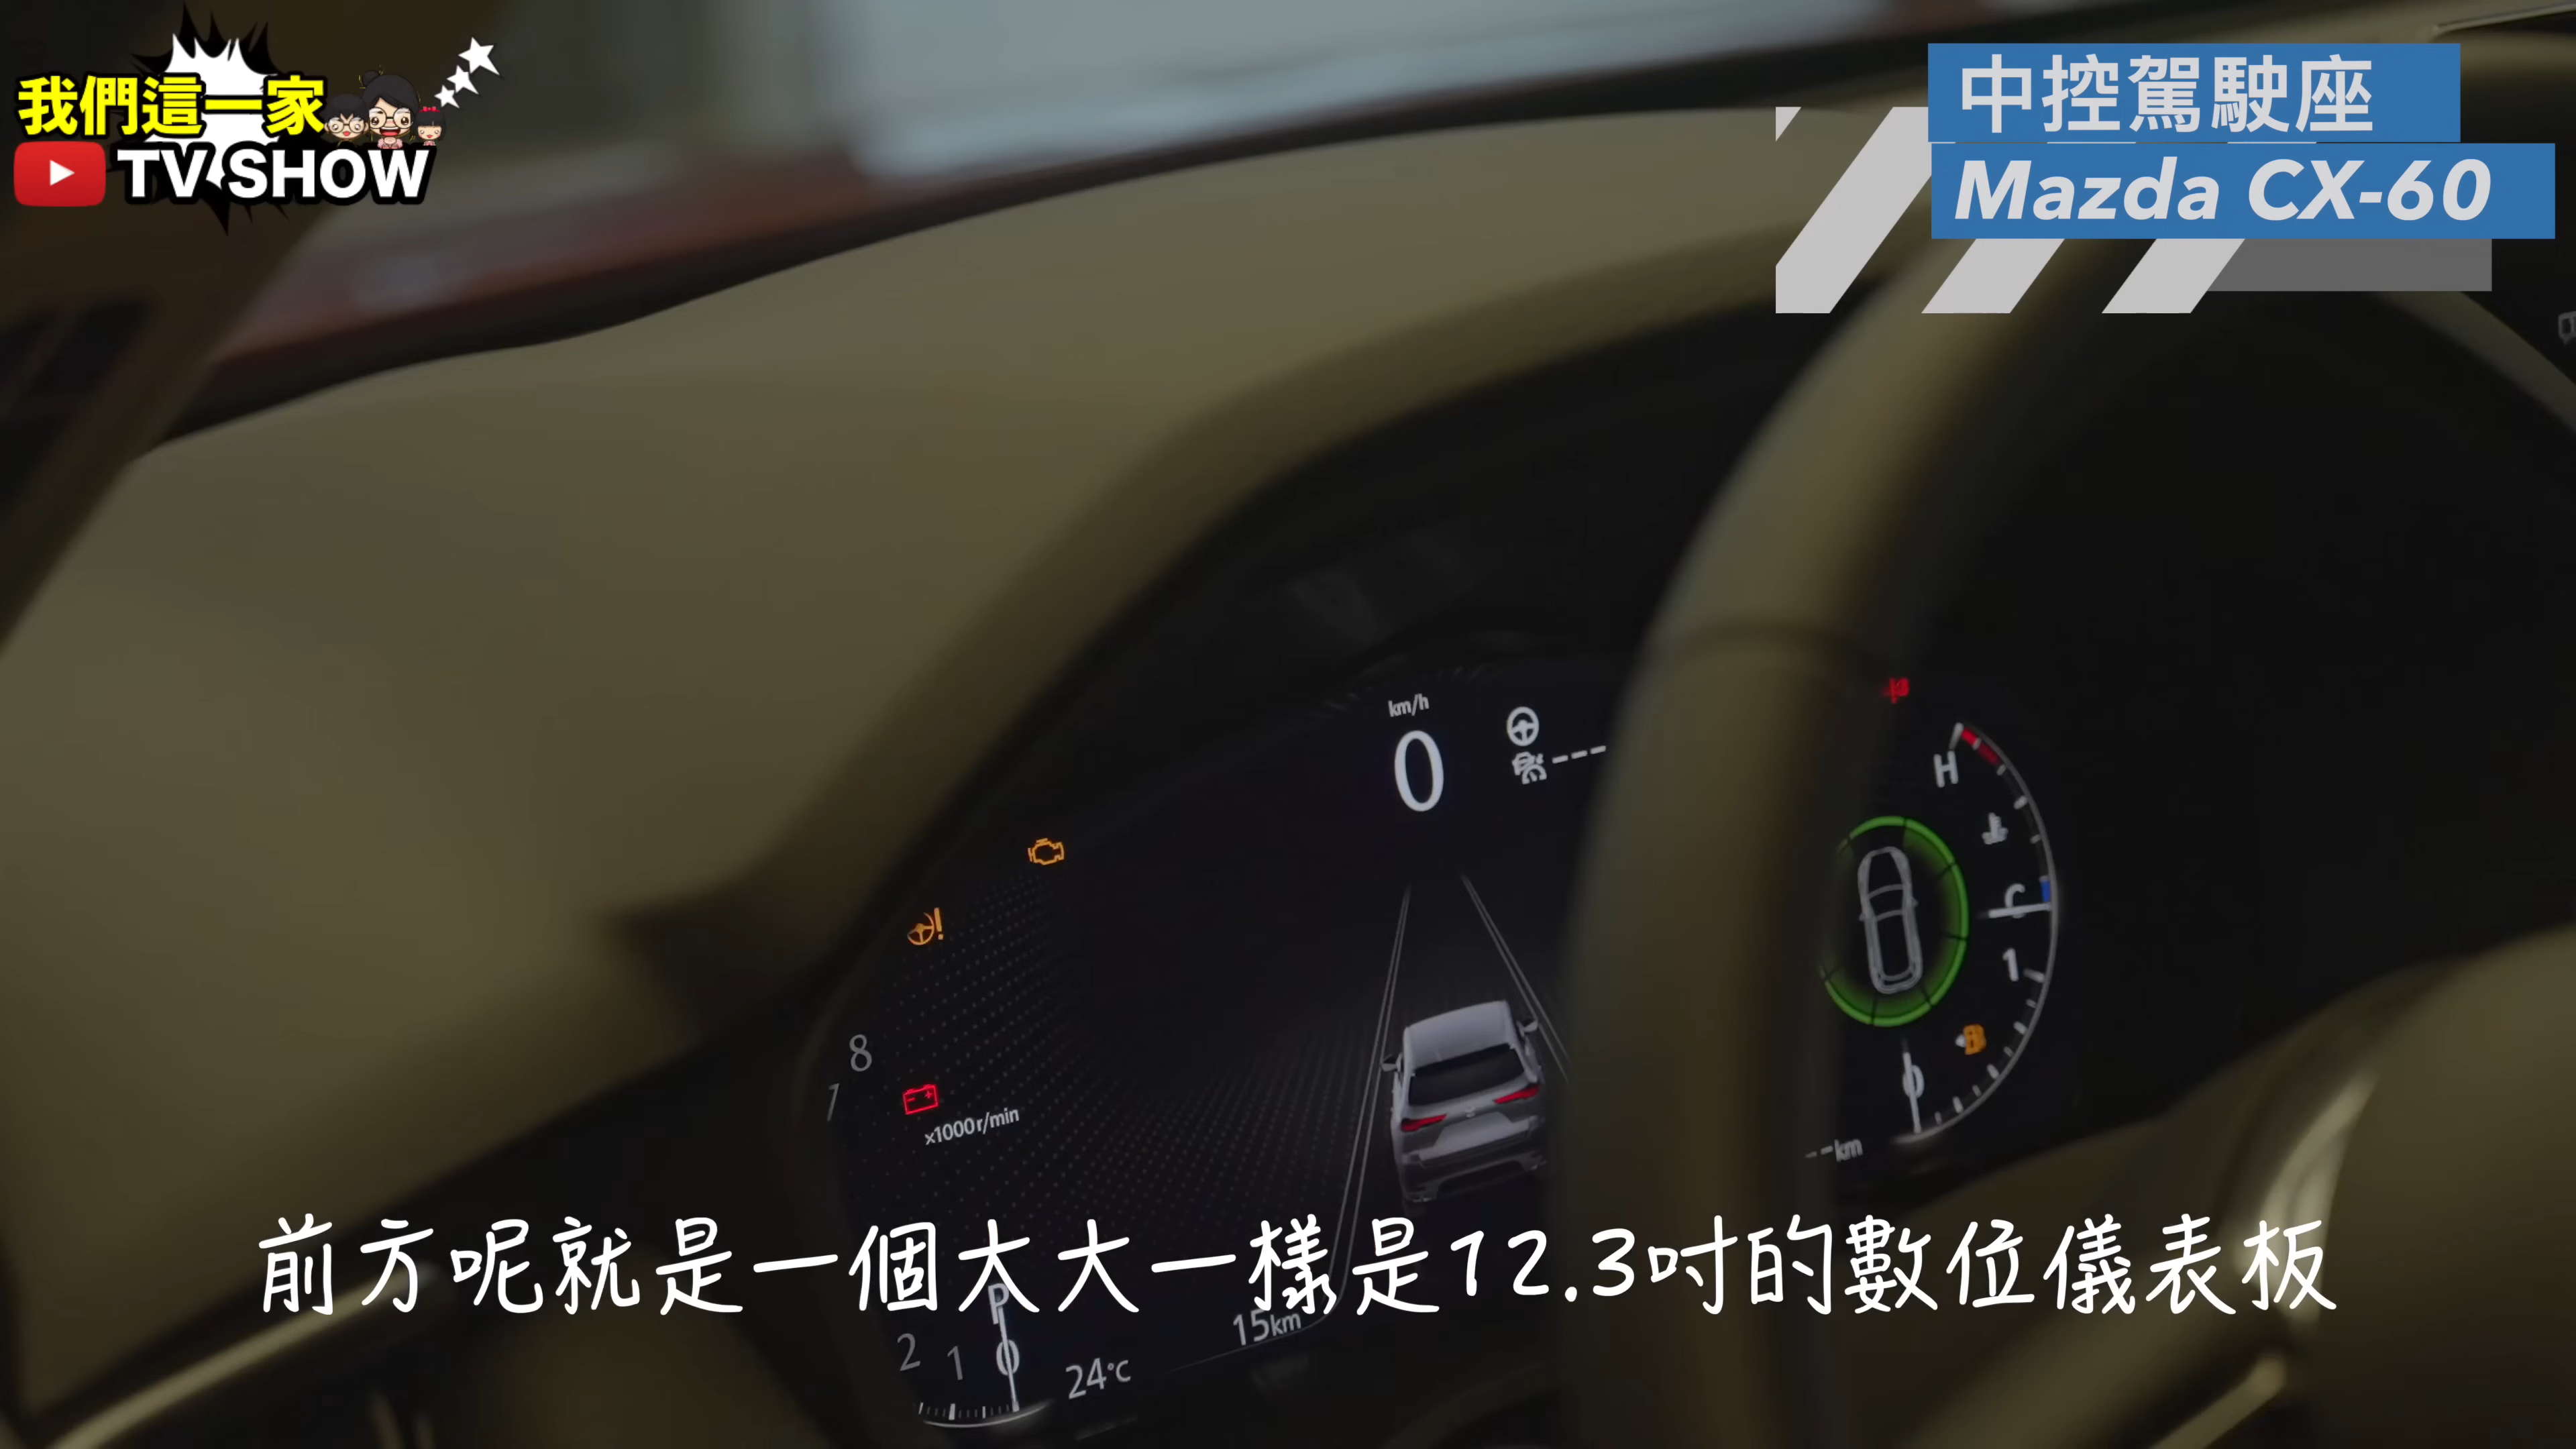 我們這一家
TV SHOW
中控駕駛座
Mazda CX-60
km/h
0
---
H
C
1
0
8
7
x1000r/min
--km
前方呢就是一個大大一樣是12.3吋的數位儀表板
P
15km
2 1 0
24°C